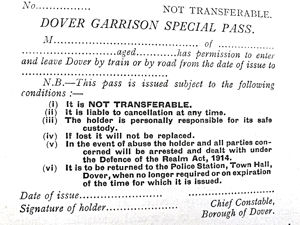 No............... NOT TRANSFERABLE.
DOVER GARRISON SPECIAL PASS.
M........................................ of ....................
.....................aged............has permission to enter
and leave Dover by train or by road from the date of issue to
........................................
N.B.—This pass is issued subject to the following
conditions :—
(i) It is NOT TRANSFERABLE.
(ii) It is liable to cancellation at any time.
(iii) The holder is personally responsible for its safe
custody.
(iv) If lost it will not be replaced.
(v) In the event of abuse the holder and all parties con-
cerned will be arrested and dealt with under
the Defence of the Realm Act, 1914.
(vi) It is to be returned to the Police Station, Town Hall,
Dover, when no longer required or on expiration
of the time for which it is issued.
Date of issue....................
Chief Constable,
Signature of holder.................... Borough of Dover.